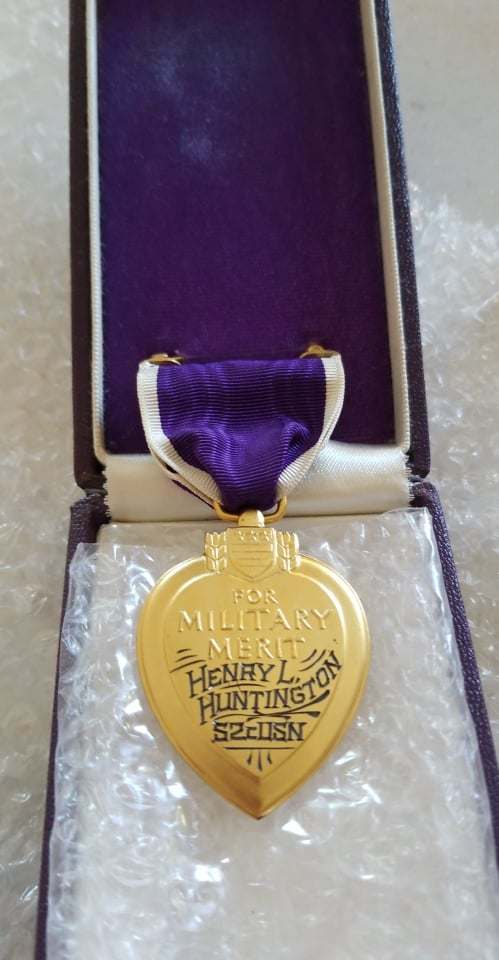 FOR
MILITARY
MERIT
HENRY L.
HUNTINGTON
S2cUSN